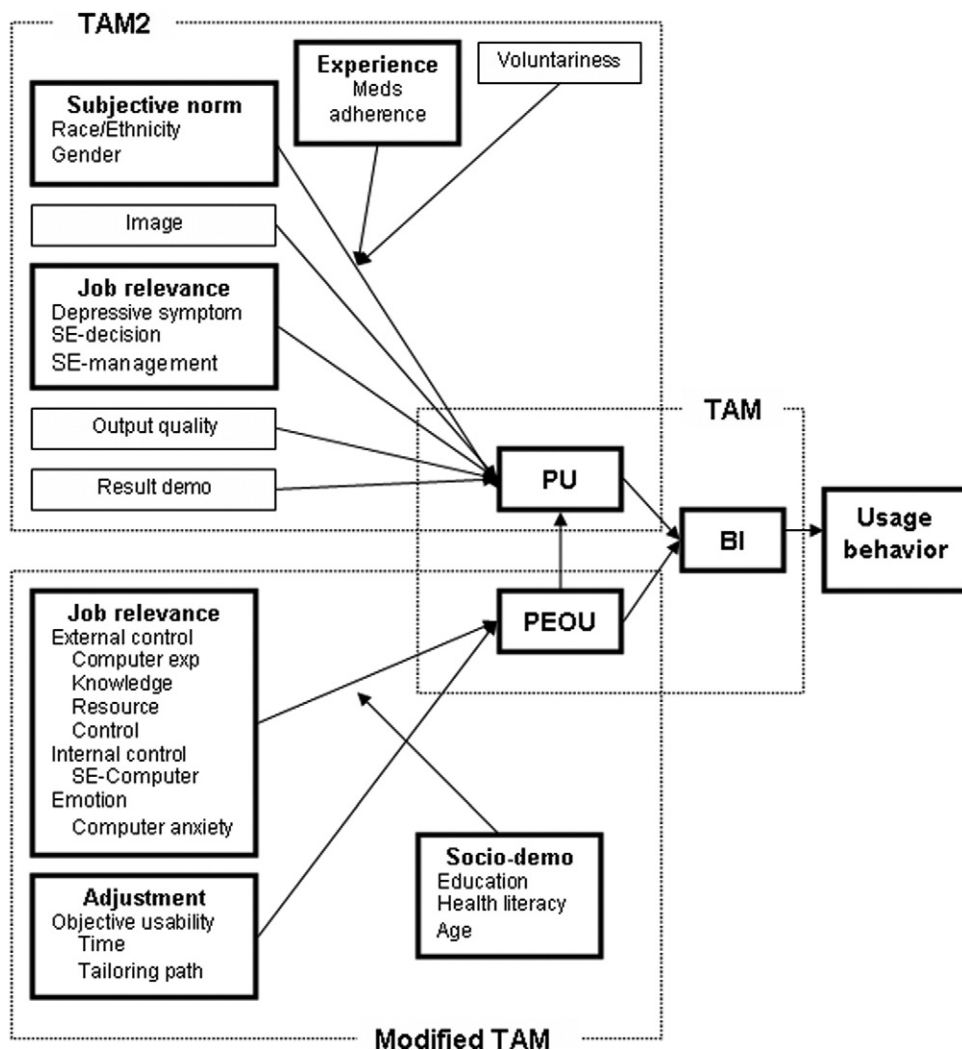 TAM2
Experience
Meds
adherence
Voluntariness
Subjective norm
Race/Ethnicity
Gender
Image
Job relevance
Depressive symptom
SE-decision
SE-management
Output quality
Result demo
TAM
PU
BI
Usage
behavior
PEOU
Job relevance
External control
Computer exp
Knowledge
Resource
Control
Internal control
SE-Computer
Emotion
Computer anxiety
Adjustment
Objective usability
Time
Tailoring path
Socio-demo
Education
Health literacy
Age
Modified TAM